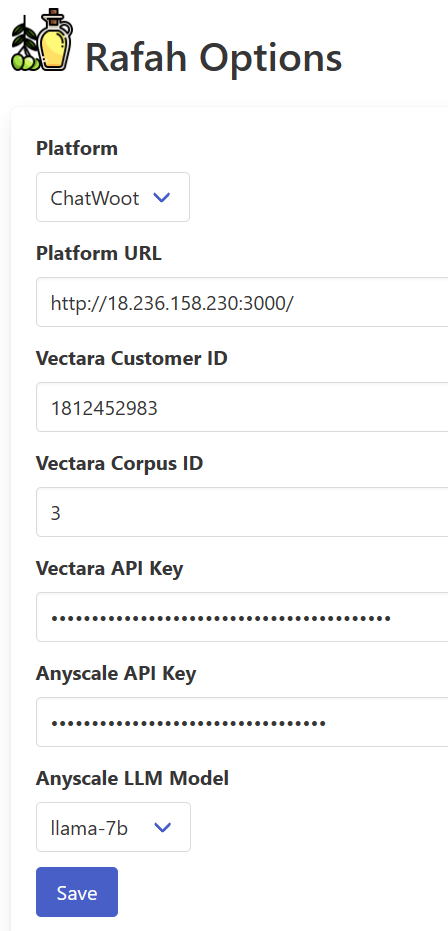 Rafah Options
Platform
ChatWoot
Platform URL
http://18.236.158.230:3000/
Vectara Customer ID
1812452983
Vectara Corpus ID
3
Vectara API Key
••••••••••••••••••••••••••••••••••••••••••
Anyscale API Key
••••••••••••••••••••••••••••••••••
Anyscale LLM Model
llama-7b
Save